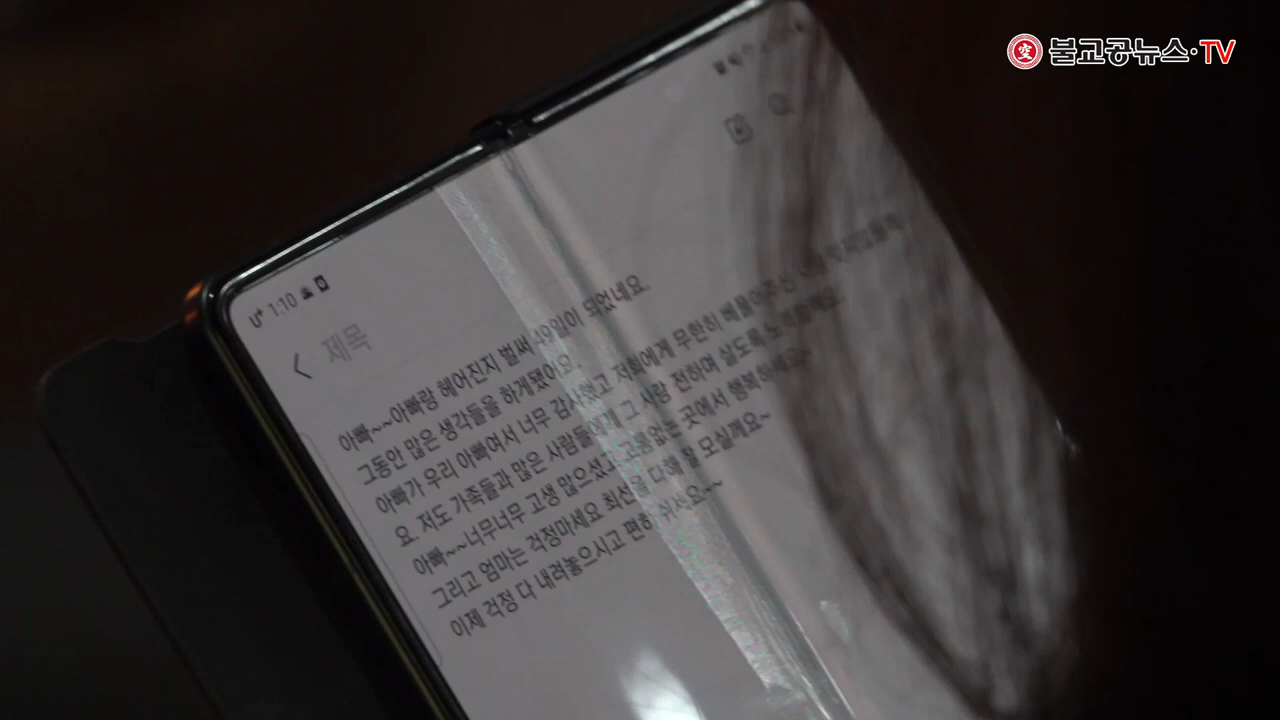 불교공뉴스·TV
1:10
제목
아빠~~아빠랑 헤어진지 벌써 49일이 되었네요.
그동안 많은 생각들을 하게됐어요.
아빠가 우리 아빠여서 너무 감사했고 저희에게 무한히 베풀어주신
요. 저도 가족들과 많은 사람들에게 그 사랑 전하며 살도록 노력할께요.
아빠~~너무너무 고생 많으셨고 고통없는 곳에서 행복하세요~
그리고 엄마는 걱정마세요 최선을 다해 잘 모실께요~
이제 걱정 다 내려놓으시고 편히 쉬세요~~